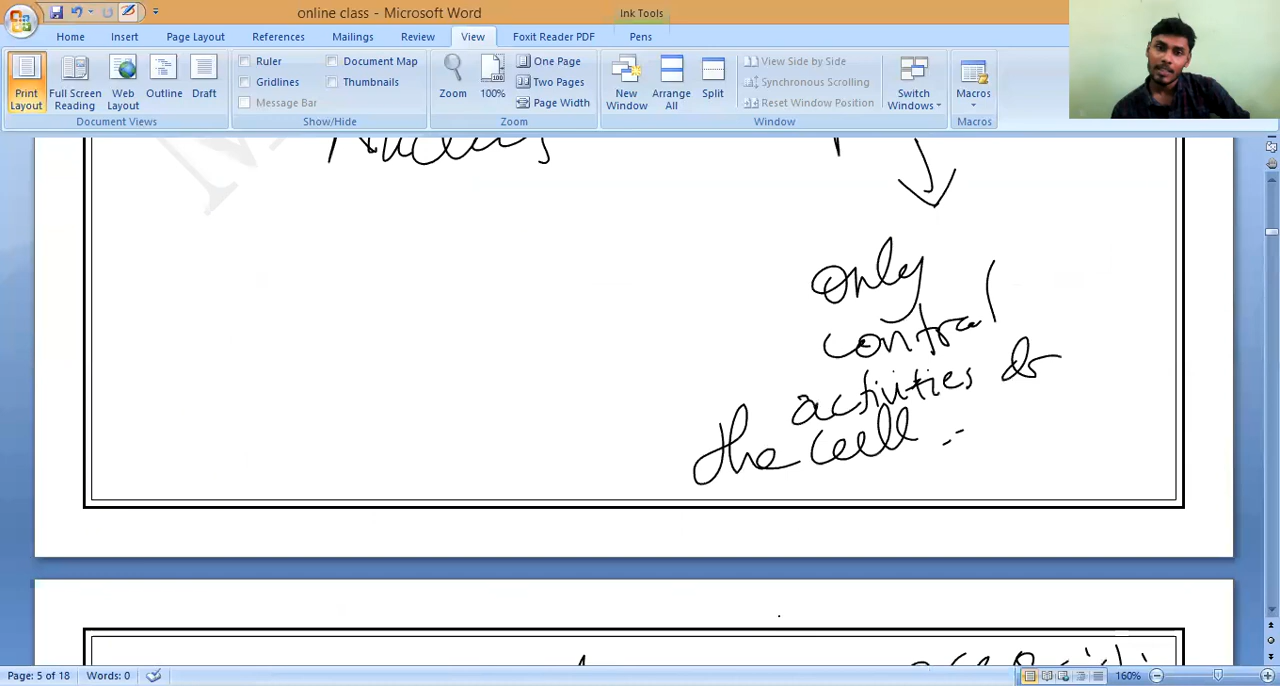 online class - Microsoft Word
Ink Tools
Home Insert Page Layout References Mailings Review View Foxit Reader PDF Pens
Print Layout
Full Screen Reading
Web Layout
Outline
Draft
Document Views
Ruler
Gridlines
Message Bar
Document Map
Thumbnails
Show/Hide
Zoom
100%
One Page
Two Pages
Page Width
Zoom
New Window
Arrange All
Split
View Side by Side
Synchronous Scrolling
Reset Window Position
Window
Switch Windows
Macros
Macros
Nucleus
only
control
activities of
the cell
Page: 5 of 18
Words: 0
160%